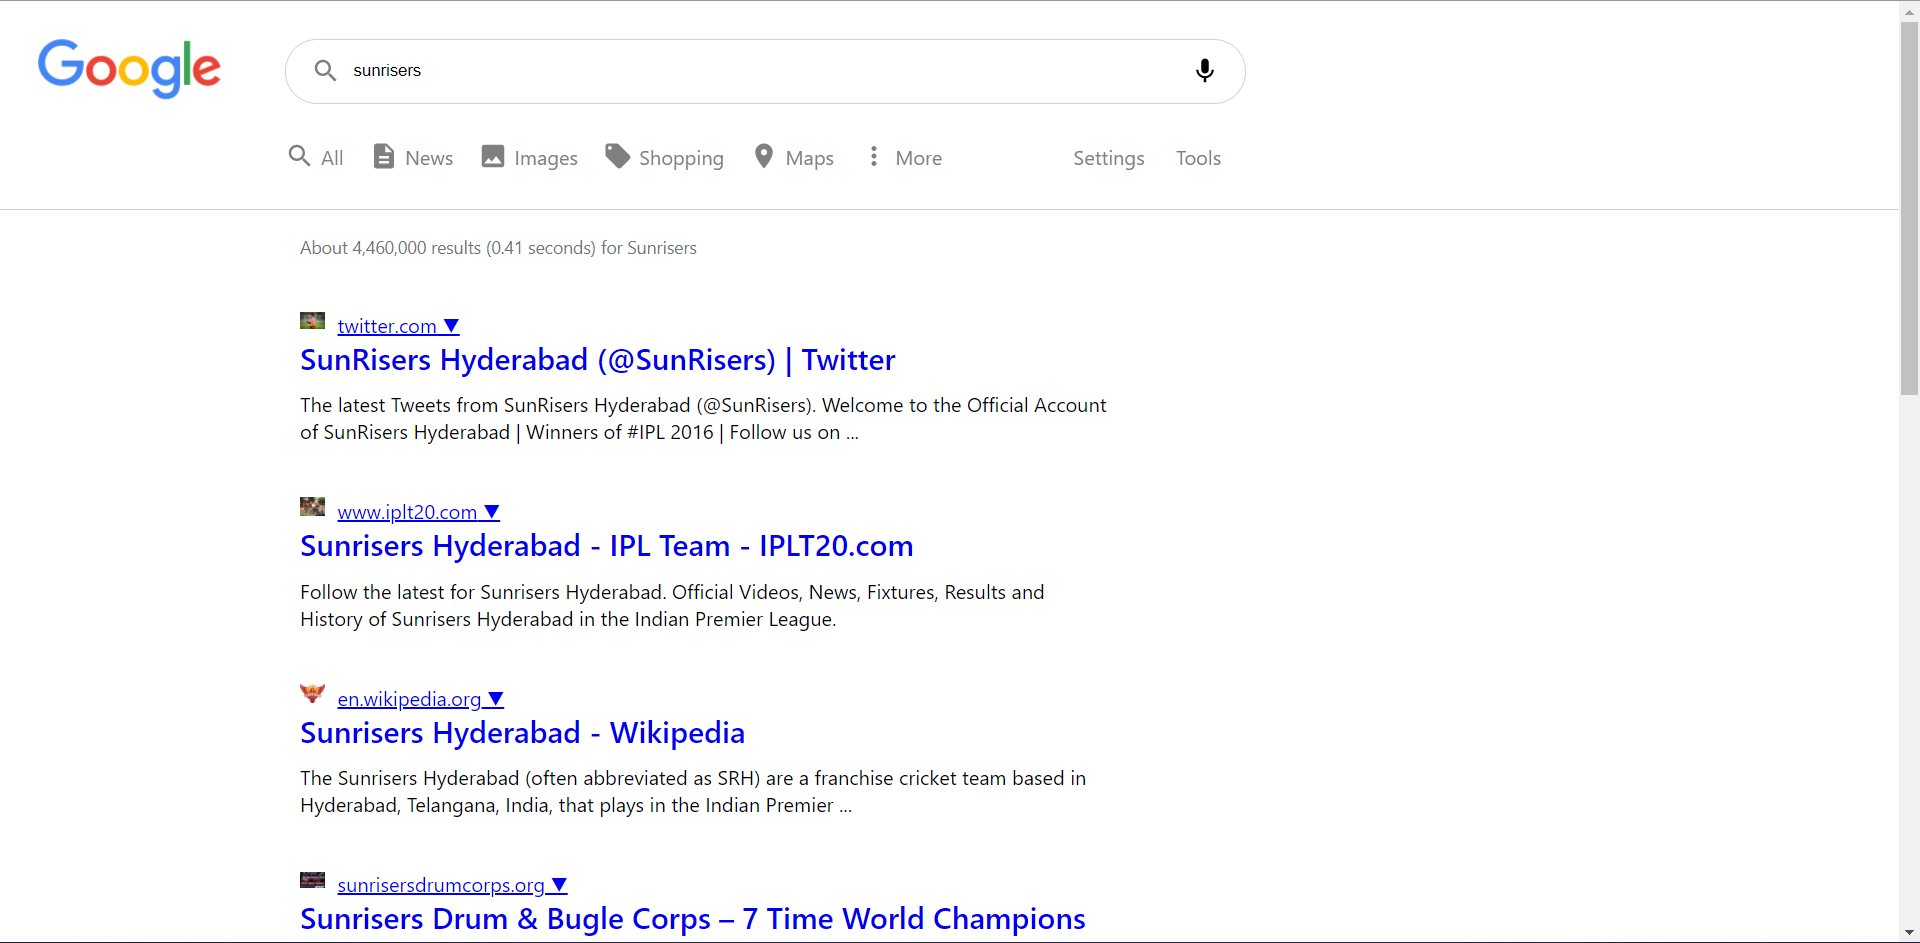 Google
sunrisers
All News Images Shopping Maps More Settings Tools
About 4,460,000 results (0.41 seconds) for Sunrisers
twitter.com ▼
SunRisers Hyderabad (@SunRisers) | Twitter
The latest Tweets from SunRisers Hyderabad (@SunRisers). Welcome to the Official Account
of SunRisers Hyderabad | Winners of #IPL 2016 | Follow us on ...
www.iplt20.com ▼
Sunrisers Hyderabad - IPL Team - IPLT20.com
Follow the latest for Sunrisers Hyderabad. Official Videos, News, Fixtures, Results and
History of Sunrisers Hyderabad in the Indian Premier League.
en.wikipedia.org ▼
Sunrisers Hyderabad - Wikipedia
The Sunrisers Hyderabad (often abbreviated as SRH) are a franchise cricket team based in
Hyderabad, Telangana, India, that plays in the Indian Premier ...
sunrisersdrumcorps.org ▼
Sunrisers Drum & Bugle Corps – 7 Time World Champions